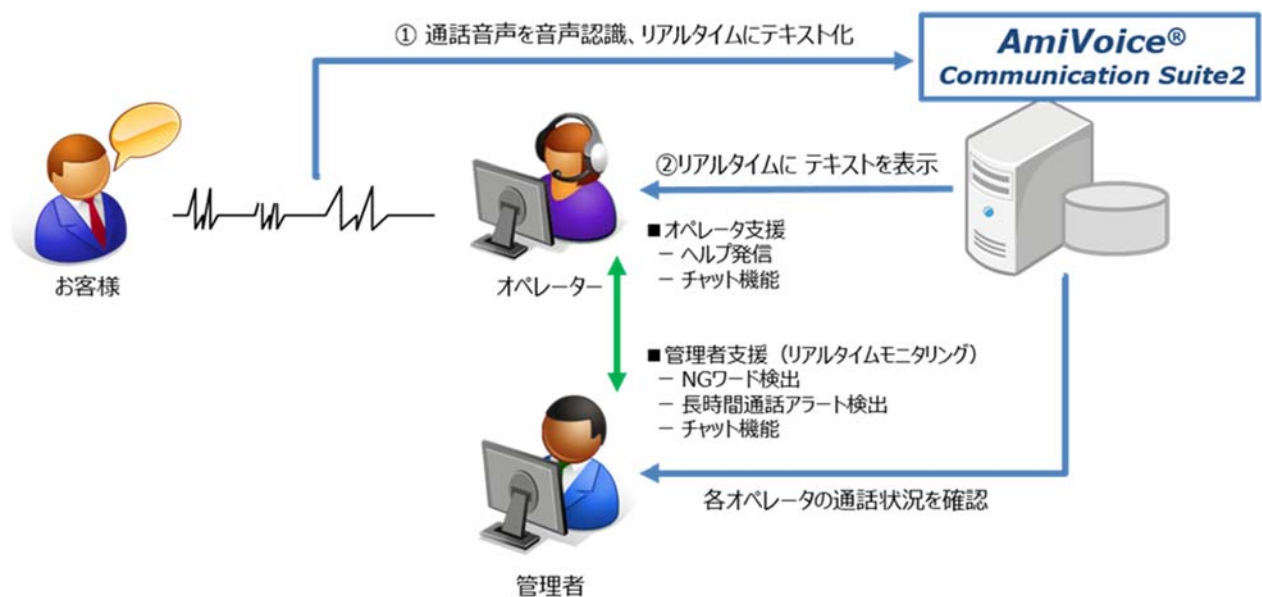 ① 通話音声を音声認識、リアルタイムにテキスト化
AmiVoice®
Communication Suite2
②リアルタイムに テキストを表示
お客様
オペレーター
■オペレータ支援
－ ヘルプ発信
－ チャット機能
■管理者支援（リアルタイムモニタリング）
－ NGワード検出
－ 長時間通話アラート検出
－ チャット機能
各オペレータの通話状況を確認
管理者